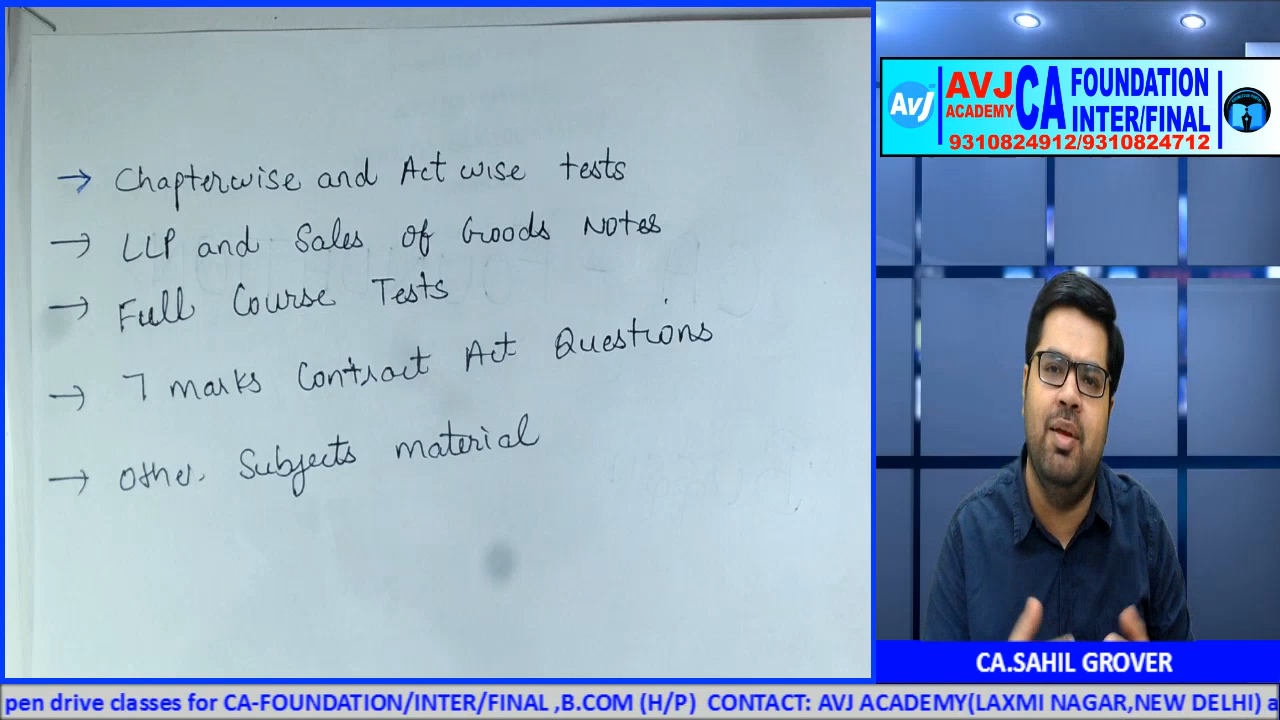 → Chapterwise and Act wise tests
→ LLP and Sales of Goods Notes
→ Full Course Tests
→ 7 marks Contract Act Questions
→ Other Subjects material
AVJ
AVJ
ACADEMY
CA
FOUNDATION
INTER/FINAL
9310824912/9310824712
CA.SAHIL GROVER
pen drive classes for CA-FOUNDATION/INTER/FINAL ,B.COM (H/P) CONTACT: AVJ ACADEMY(LAXMI NAGAR,NEW DELHI) a